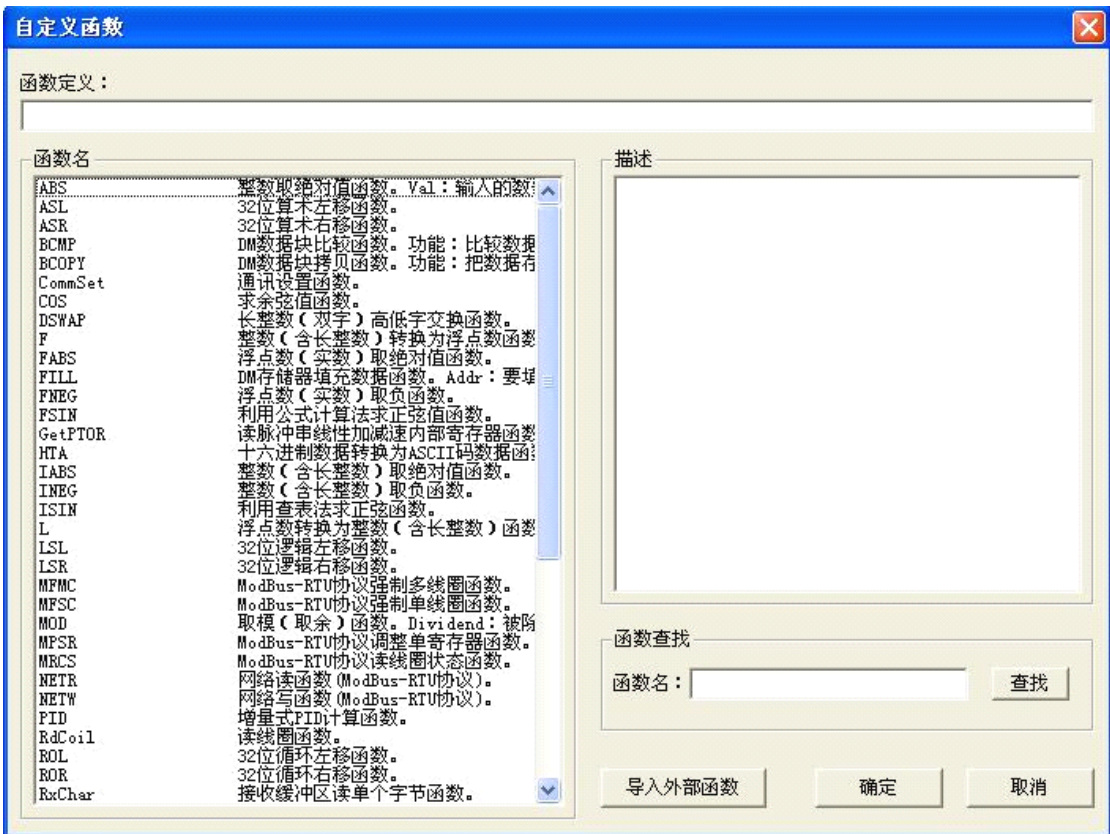 自定义函数
函数定义：
函数名
ABS 整数取绝对值函数。Val：输入的数
ASL 32位算术左移函数。
ASR 32位算术右移函数。
BCMP DM数据块比较函数。功能：比较数据
BCOPY DM数据块拷贝函数。功能：把数据存
CommSet 通讯设置函数。
COS 求余弦值函数。
DSWAP 长整数(双字)高低字交换函数。
F 整数(含长整数)转换为浮点数函数
FABS 浮点数(实数)取绝对值函数。
FILL DM存储器填充数据函数。Addr：要填
FNEG 浮点数(实数)取负函数。
FSIN 利用公式计算法求正弦值函数。
GetPTOR 读脉冲串线性加减速内部寄存器函数
HTA 十六进制数据转换为ASCII码数据函
IABS 整数(含长整数)取绝对值函数。
INEG 整数(含长整数)取负函数。
ISIN 利用查表法求正弦函数。
L 浮点数转换为整数(含长整数)函数
LSL 32位逻辑左移函数。
LSR 32位逻辑右移函数。
MFMC ModBus-RTU协议强制多线圈函数。
MFSC ModBus-RTU协议强制单线圈函数。
MOD 取模(取余)函数。Dividend：被除
MPSR ModBus-RTU协议调整单寄存器函数。
MRCS ModBus-RTU协议读线圈状态函数。
NETR 网络读函数(ModBus-RTU协议)。
NETW 网络写函数(ModBus-RTU协议)。
PID 增量式PID计算函数。
RdCoil 读线圈函数。
ROL 32位循环左移函数。
ROR 32位循环右移函数。
RxChar 接收缓冲区读单个字节函数。
描述
函数查找
函数名： 查找
导入外部函数 确定 取消